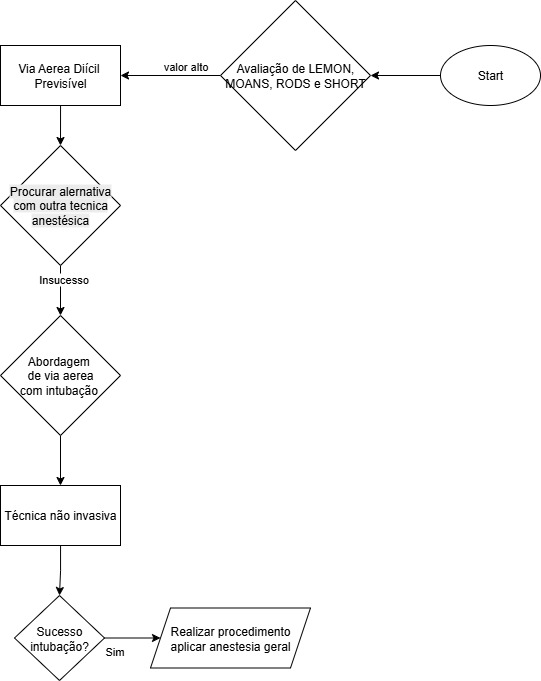 Start
Avaliação de LEMON,
MOANS, RODS e SHORT
valor alto
Via Aerea Diícil
Previsível
Procurar alernativa
com outra tecnica
anestésica
Insucesso
Abordagem
de via aerea
com intubação
Técnica não invasiva
Sucesso
intubação?
Sim
Realizar procedimento
aplicar anestesia geral